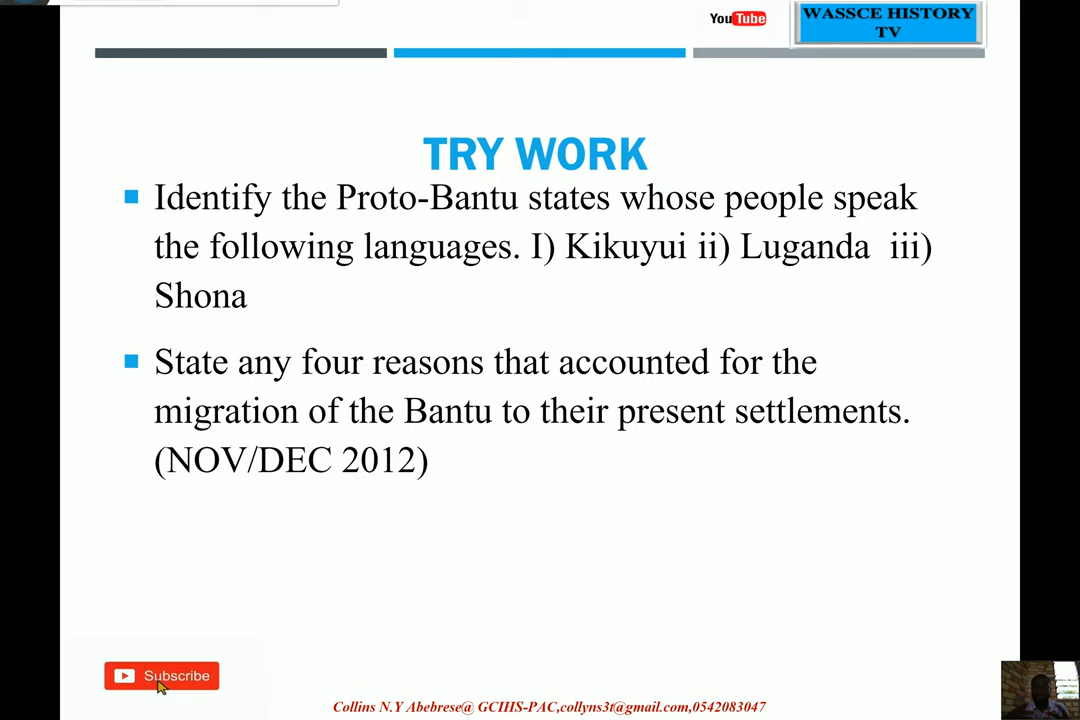 YouTube
WASSCE HISTORY
TV
TRY WORK
Identify the Proto-Bantu states whose people speak
the following languages. I) Kikuyui ii) Luganda iii)
Shona
State any four reasons that accounted for the
migration of the Bantu to their present settlements.
(NOV/DEC 2012)
Subscribe
Collins N.Y Abebrese@ GCIHS-PAC,collyns3t@gmail.com,0542083047